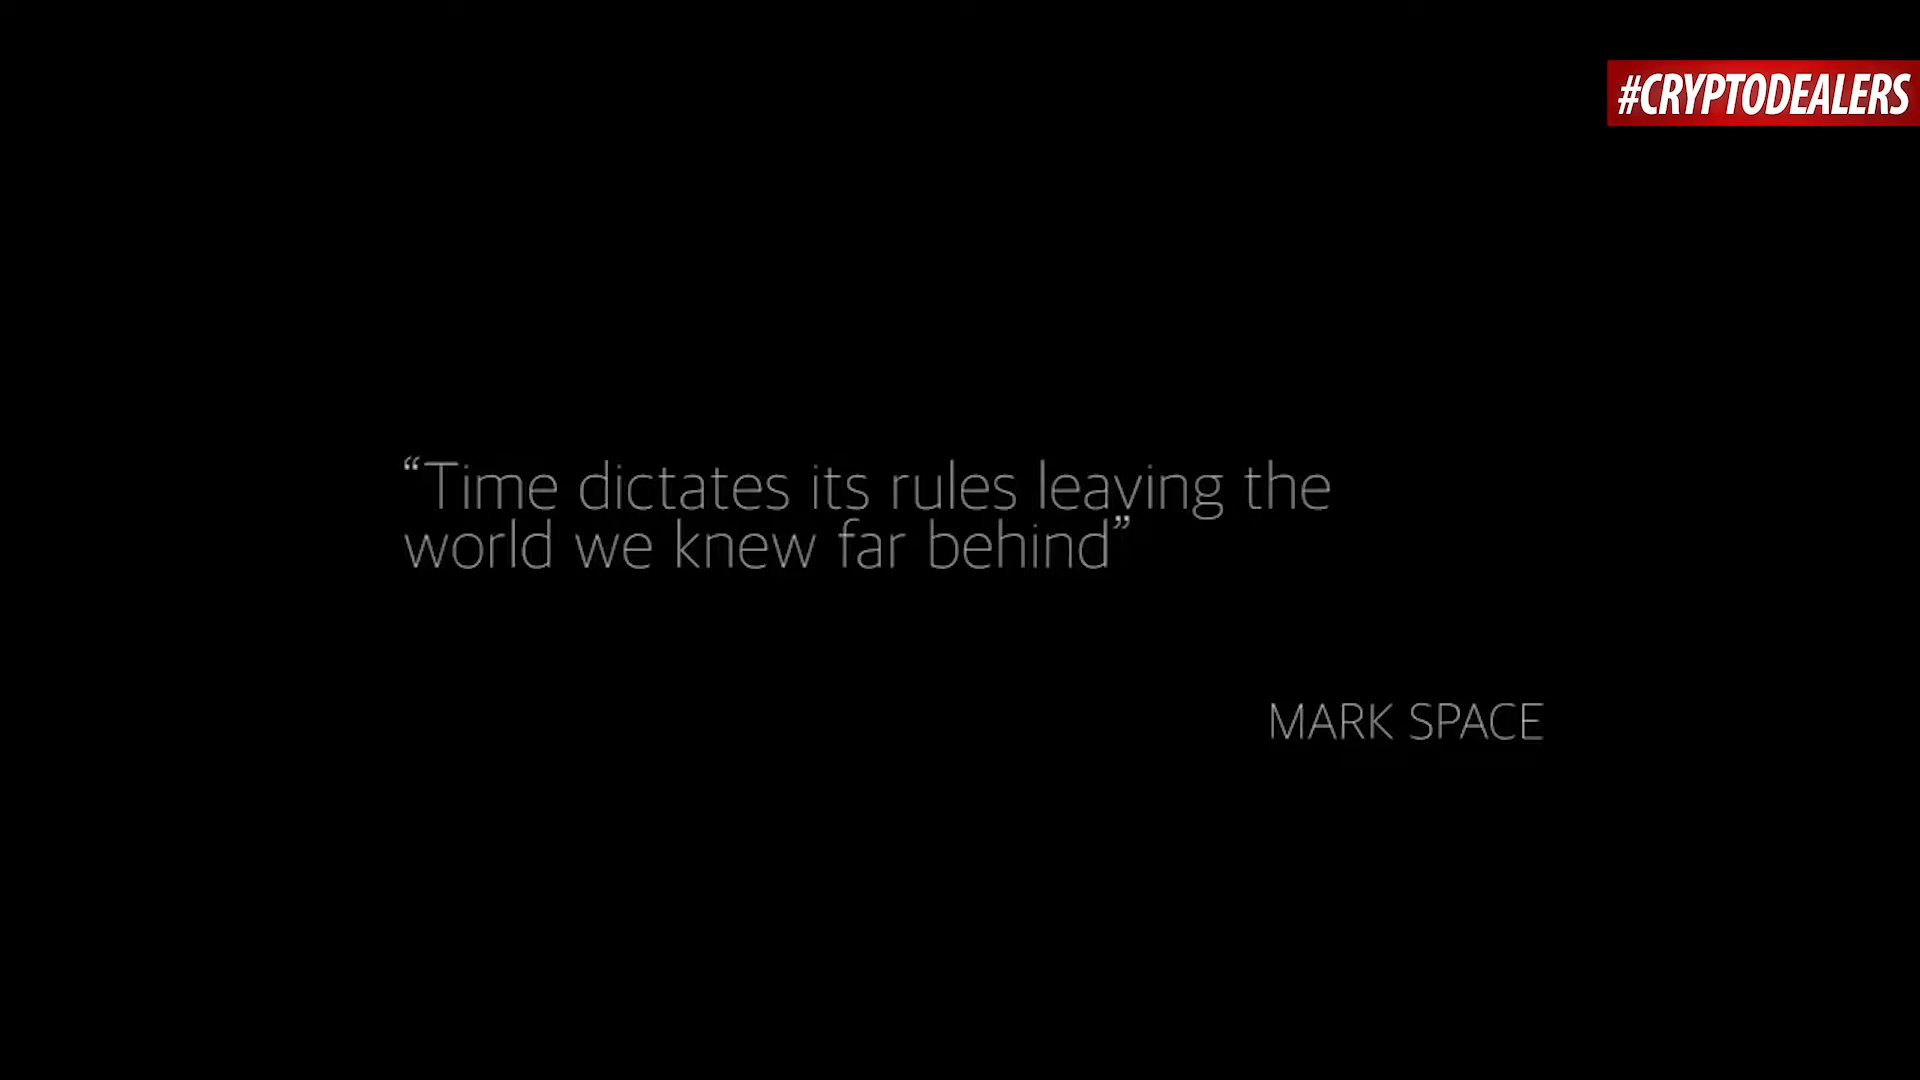 #CRYPTODEALERS
“Time dictates its rules leaving the
world we knew far behind”
MARK SPACE